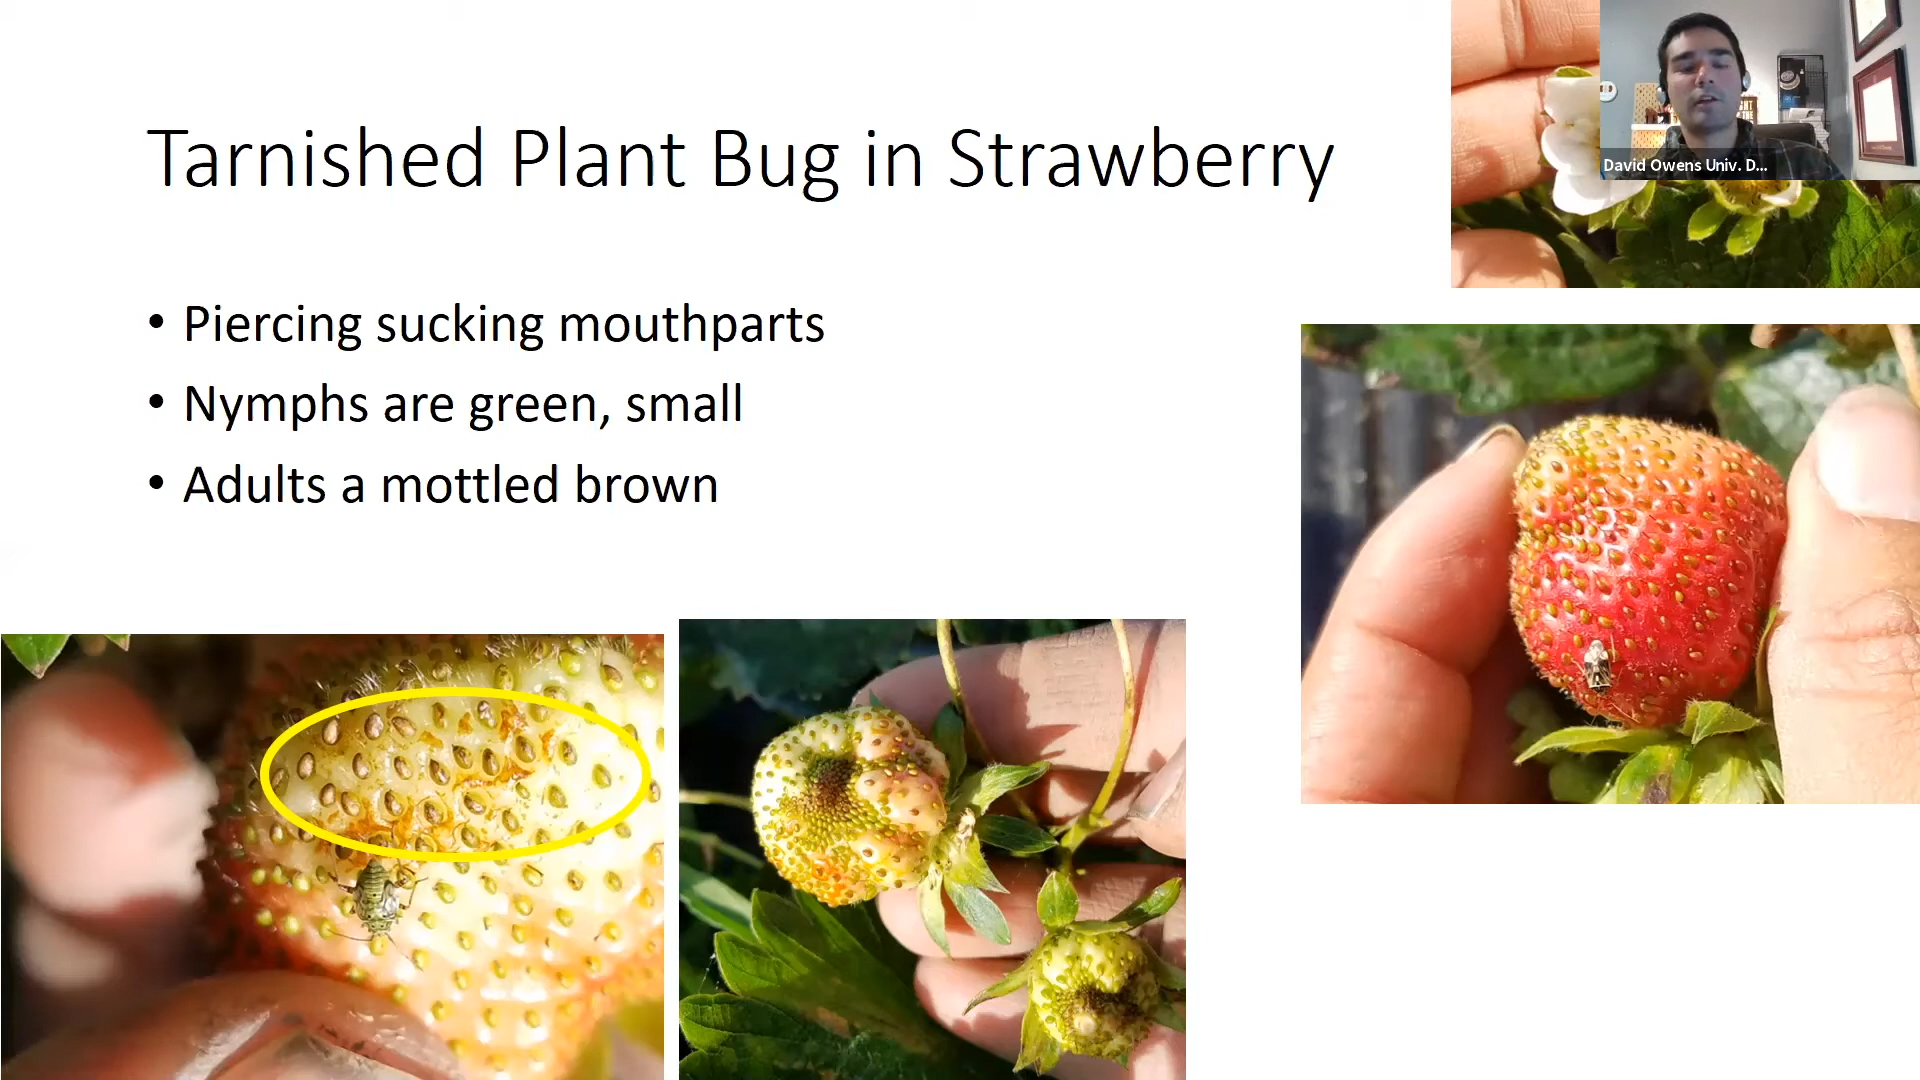 Tarnished Plant Bug in Strawberry
• Piercing sucking mouthparts
• Nymphs are green, small
• Adults a mottled brown
David Owens Univ. D...